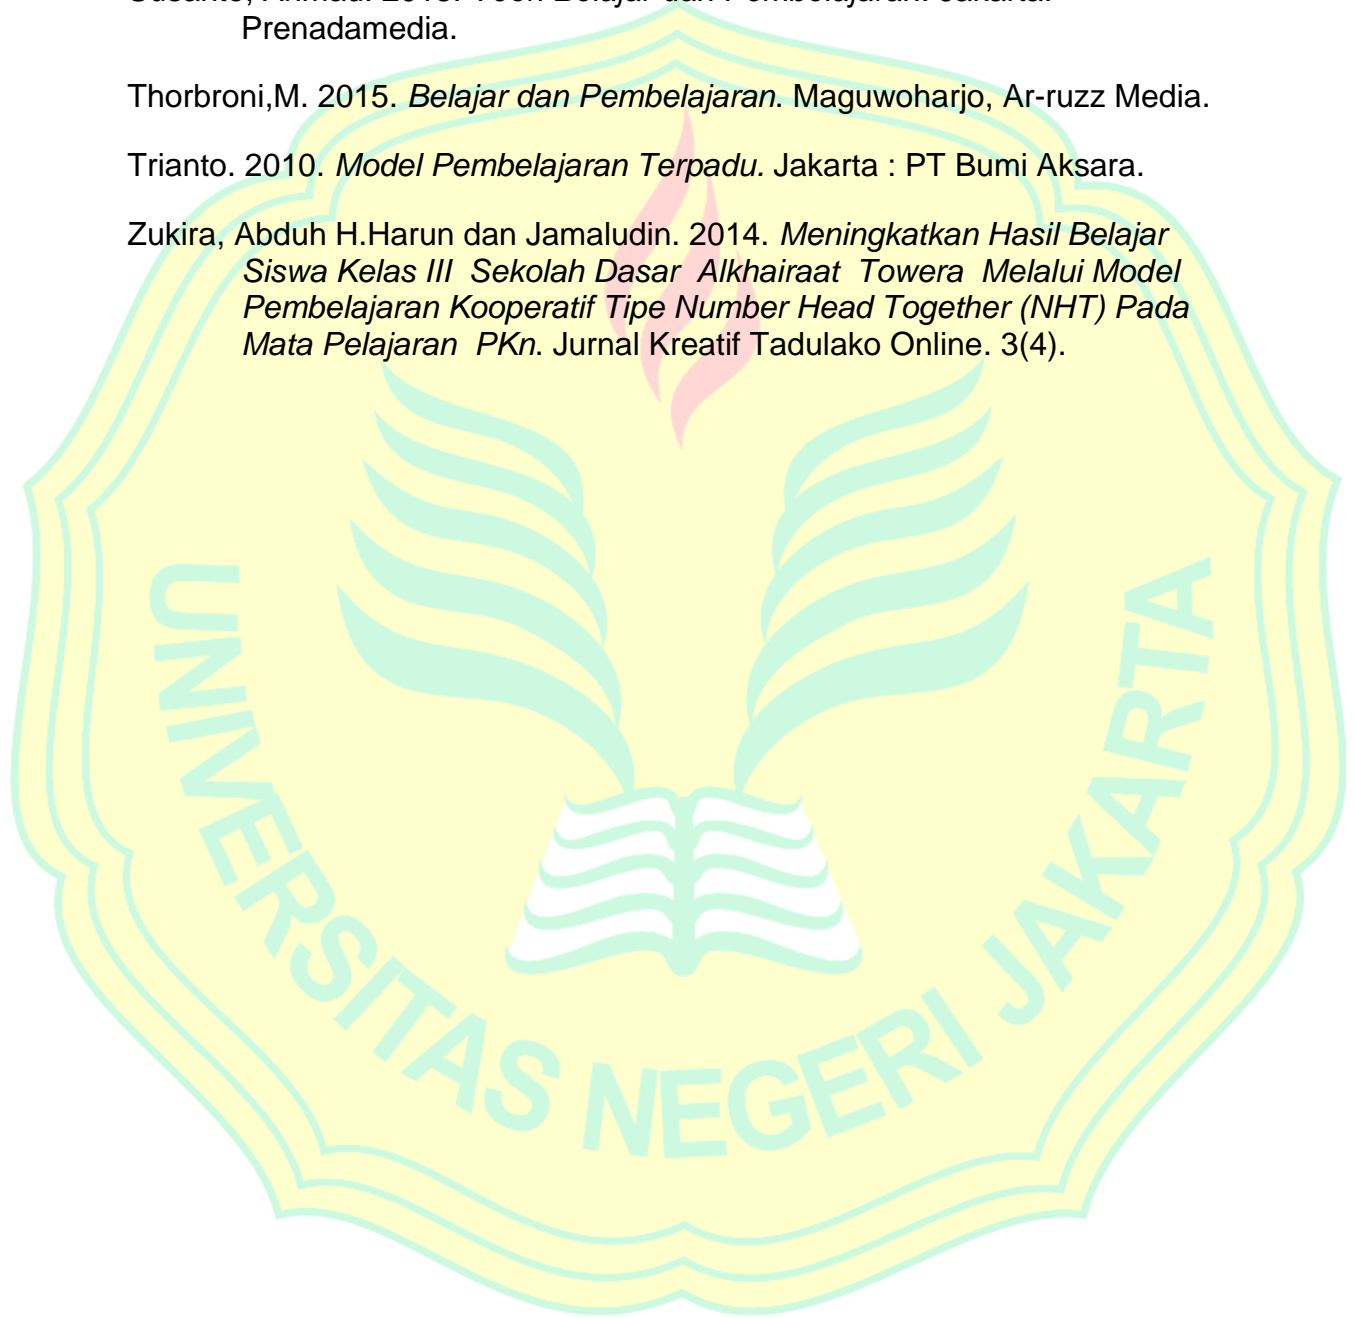 Prenadamedia.
Thorbroni,M. 2015. Belajar dan Pembelajaran. Maguwoharjo, Ar-ruzz Media.
Trianto. 2010. Model Pembelajaran Terpadu. Jakarta : PT Bumi Aksara.
Zukira, Abduh H.Harun dan Jamaludin. 2014. Meningkatkan Hasil Belajar
Siswa Kelas III Sekolah Dasar Alkhairaat Towera Melalui Model
Pembelajaran Kooperatif Tipe Number Head Together (NHT) Pada
Mata Pelajaran PKn. Jurnal Kreatif Tadulako Online. 3(4).
UNIVERSITAS NEGERI JAKARTA